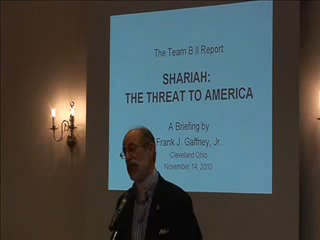 The Team B II Report
SHARIAH:
THE THREAT TO AMERICA
A Briefing by
Frank J. Gaffney, Jr.
Cleveland Ohio
November 14, 2010